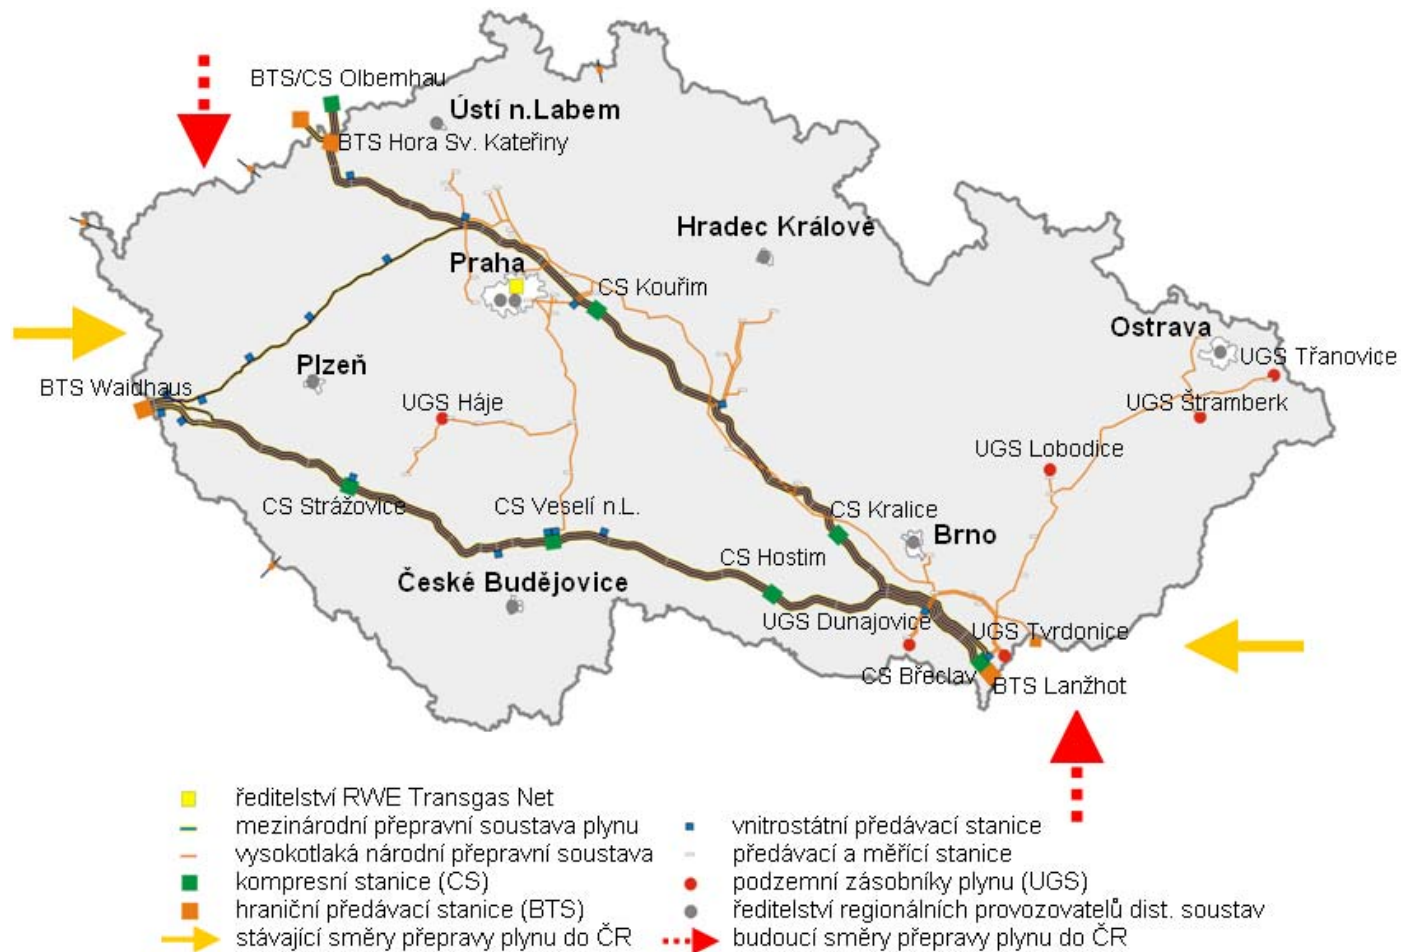 BTS/CS Olbernhau
Ústí n.Labem
BTS Hora Sv. Kateřiny
Hradec Králové
Praha
CS Kouřim
Ostrava
UGS Třanovice
Plzeň
BTS Waidhaus
UGS Háje
UGS Štramberk
UGS Lobodice
CS Strážovice
CS Veselí n.L.
CS Kralice
Brno
CS Hostim
České Budějovice
UGS Dunajovice
UGS Tvrdonice
CS Břeclav
BTS Lanžhot
ředitelství RWE Transgas Net
mezinárodní přepravní soustava plynu
vysokotlaká národní přepravní soustava
kompresní stanice (CS)
hraniční předávací stanice (BTS)
stávající směry přepravy plynu do ČR
vnitrostátní předávací stanice
předávací a měřící stanice
podzemní zásobníky plynu (UGS)
ředitelství regionálních provozovatelů dist. soustav
budoucí směry přepravy plynu do ČR